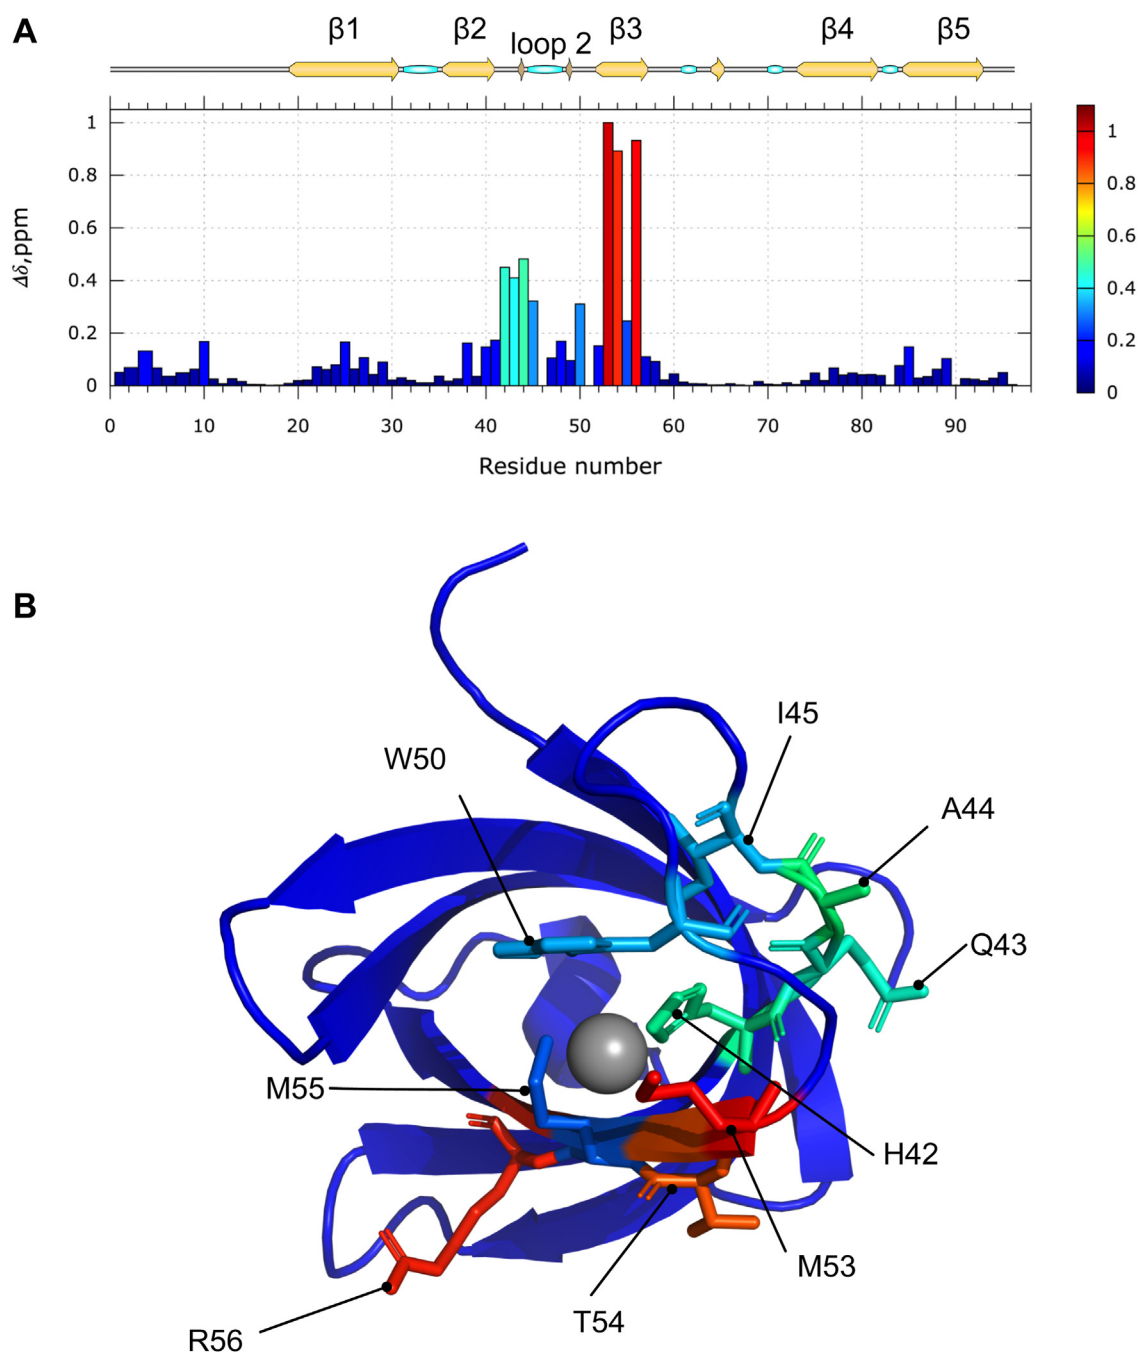 A
β1 β2 loop 2 β3 β4 β5
1
0.8
0.6
0.4
0.2
0
Δδ,ppm
0 10 20 30 40 50 60 70 80 90
Residue number
1
0.8
0.6
0.4
0.2
0
B
I45
W50
A44
Q43
M55
H42
M53
T54
R56